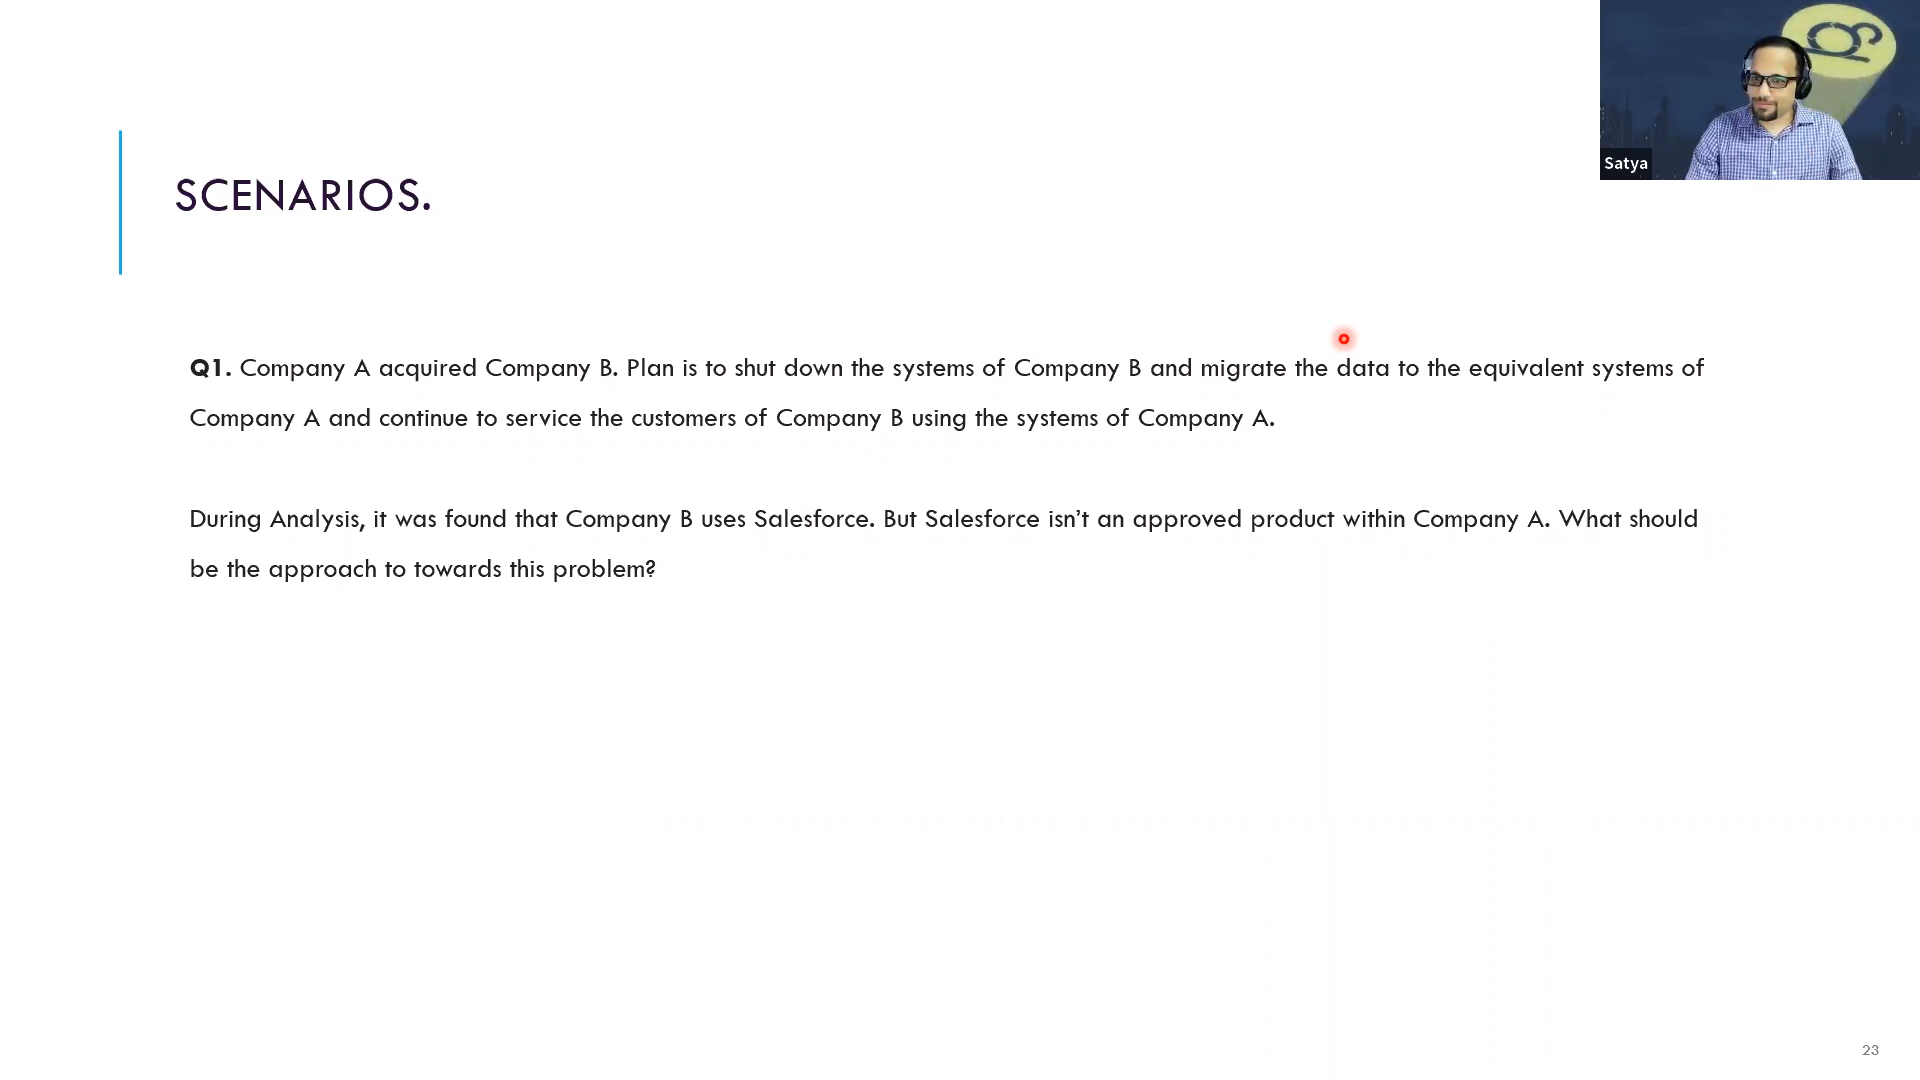 Satya
SCENARIOS.
Q1. Company A acquired Company B. Plan is to shut down the systems of Company B and migrate the data to the equivalent systems of
Company A and continue to service the customers of Company B using the systems of Company A.
During Analysis, it was found that Company B uses Salesforce. But Salesforce isn’t an approved product within Company A. What should
be the approach to towards this problem?
23